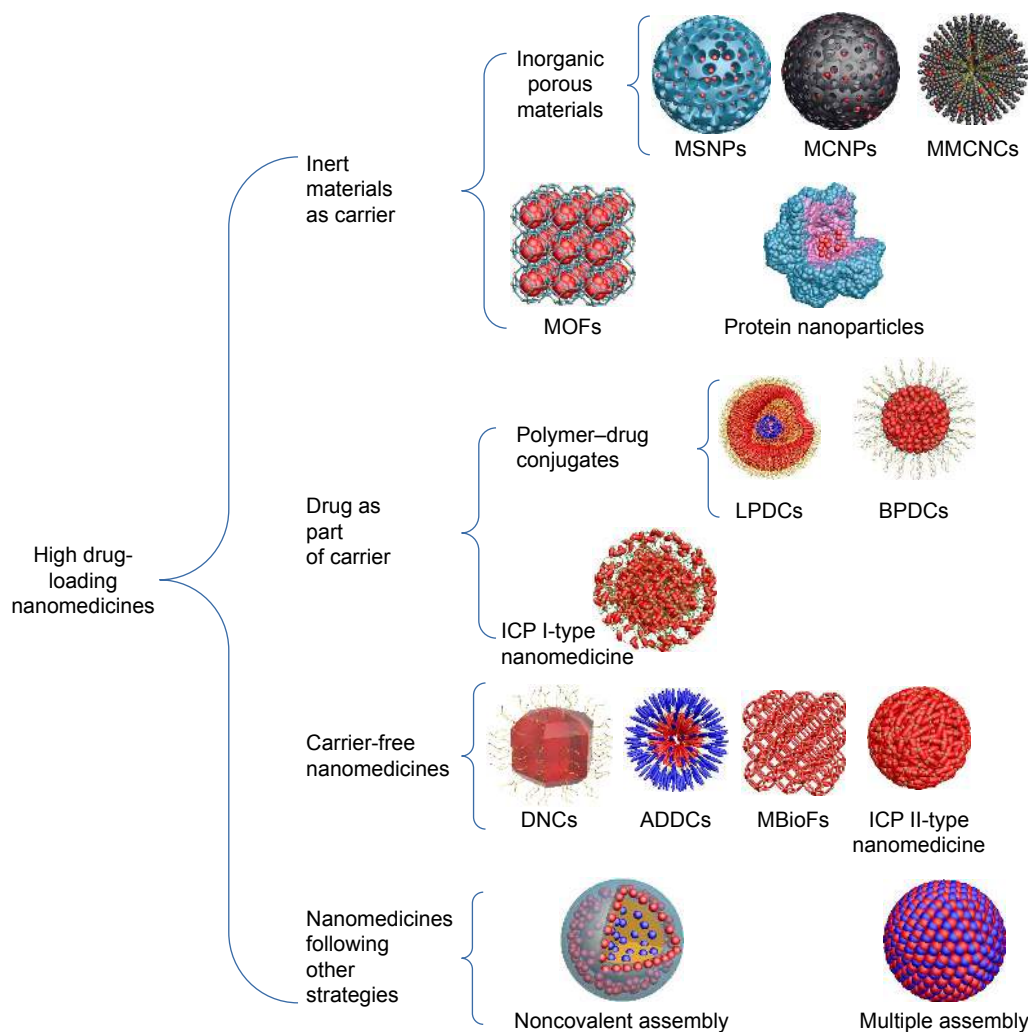 High drug-
loading
nanomedicines
Inert
materials
as carrier
Inorganic
porous
materials
MSNPs
MCNPs
MMCNCs
MOFs
Protein nanoparticles
Drug as
part
of carrier
Polymer–drug
conjugates
LPDCs
BPDCs
ICP I-type
nanomedicine
Carrier-free
nanomedicines
DNCs
ADDCs
MBioFs
ICP II-type
nanomedicine
Nanomedicines
following
other
strategies
Noncovalent assembly
Multiple assembly